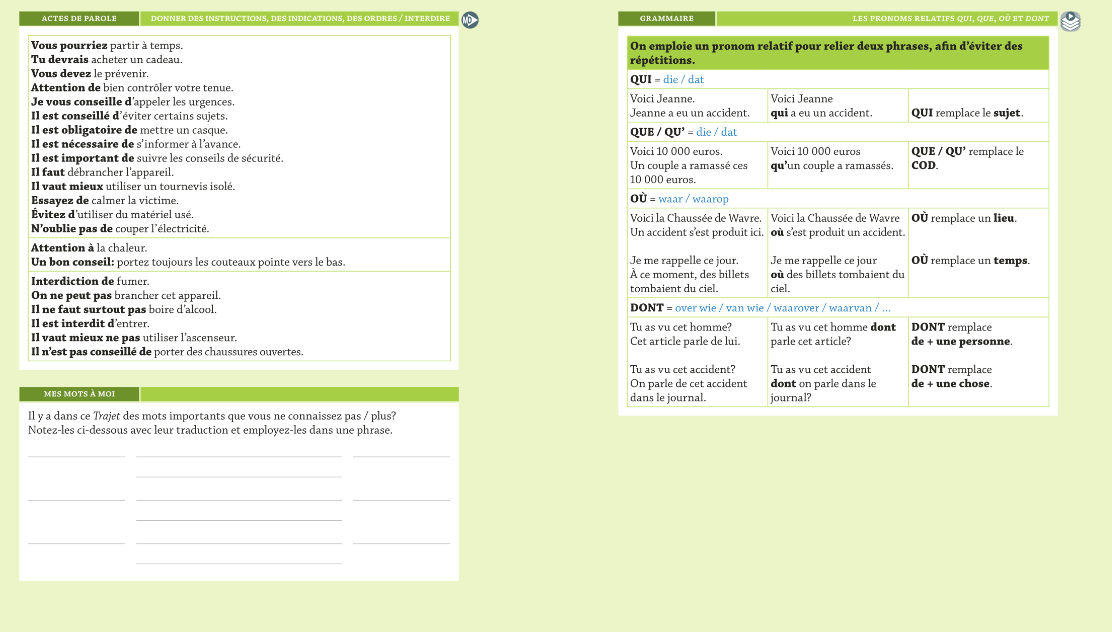 ACTES DE PAROLE
DONNER DES INSTRUCTIONS, DES INDICATIONS, DES ORDRES / INTERDIRE
MP
Vous pourriez partir à temps.
Tu devrais acheter un cadeau.
Vous devez le prévenir.
Attention de bien contrôler votre tenue.
Je vous conseille d'appeler les urgences.
Il est conseillé d'éviter certains sujets.
Il est obligatoire de mettre un casque.
Il est nécessaire de s'informer à l'avance.
Il est important de suivre les conseils de sécurité.
Il faut débrancher l'appareil.
Il vaut mieux utiliser un tournevis isolé.
Essayez de calmer la victime.
Évitez d'utiliser du matériel usé.
N'oublie pas de couper l'électricité.
Attention à la chaleur.
Un bon conseil: portez toujours les couteaux pointe vers le bas.
Interdiction de fumer.
On ne peut pas brancher cet appareil.
Il ne faut surtout pas boire d'alcool.
Il est interdit d'entrer.
Il vaut mieux ne pas utiliser l'ascenseur.
Il n'est pas conseillé de porter des chaussures ouvertes.
MES MOTS À MOI
Il y a dans ce Trajet des mots importants que vous ne connaissez pas / plus?
Notez-les ci-dessous avec leur traduction et employez-les dans une phrase.
GRAMMAIRE
LES PRONOMS RELATIFS QUI, QUE, OÙ ET DONT
On emploie un pronom relatif pour relier deux phrases, afin d'éviter des
répétitions.
QUI = die / dat
Voici Jeanne.
Jeanne a eu un accident.
Voici Jeanne
qui a eu un accident.
QUI remplace le sujet.
QUE / QU' = die / dat
Voici 10 000 euros.
Un couple a ramassé ces
10 000 euros.
Voici 10 000 euros
qu'un couple a ramassés.
QUE / QU' remplace le
COD.
OÙ = waar / waarop
Voici la Chaussée de Wavre.
Un accident s'est produit ici.
Voici la Chaussée de Wavre
où s'est produit un accident.
OÙ remplace un lieu.
Je me rappelle ce jour.
À ce moment, des billets
tombaient du ciel.
Je me rappelle ce jour
où des billets tombaient du
ciel.
OÙ remplace un temps.
DONT = over wie / van wie / waarover / waarvan / ...
Tu as vu cet homme?
Cet article parle de lui.
Tu as vu cet homme dont
parle cet article?
DONT remplace
de + une personne.
Tu as vu cet accident?
On parle de cet accident
dans le journal.
Tu as vu cet accident
dont on parle dans le
journal?
DONT remplace
de + une chose.